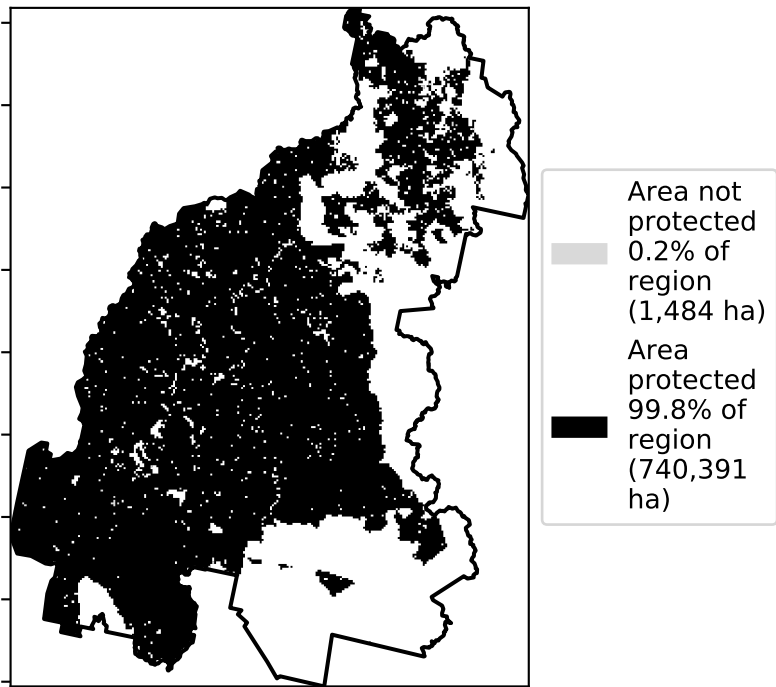 Area not
protected
0.2% of
region
(1,484 ha)
Area
protected
99.8% of
region
(740,391
ha)